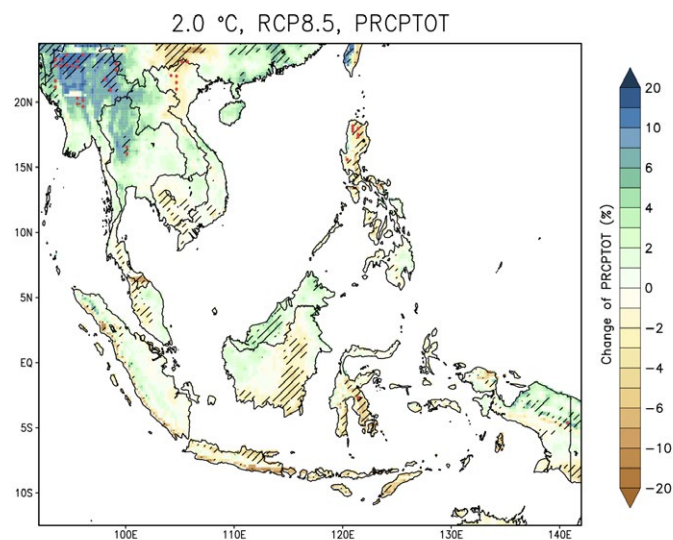 2.0 °C, RCP8.5, PRCPTOT
20N
15N
10N
5N
EQ
5S
10S
100E
110E
120E
130E
140E
20
10
6
4
2
0
−2
−4
−6
−10
−20
Change of PRCPTOT (%)